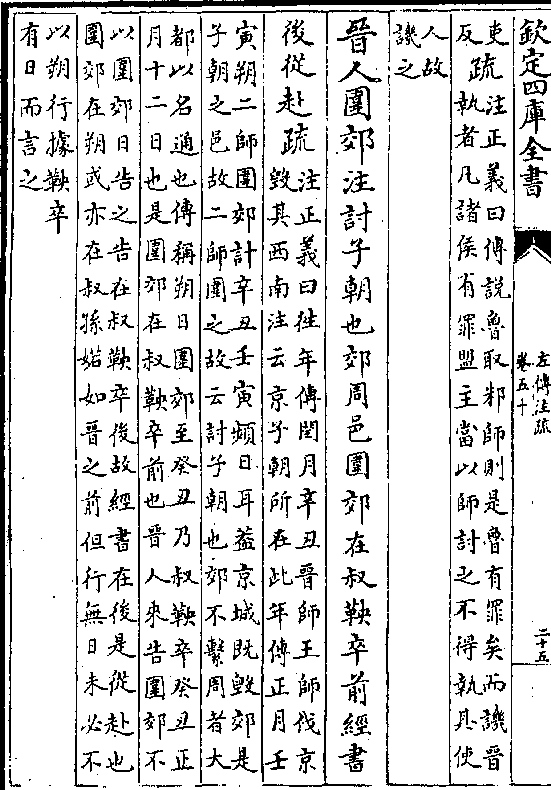 欽定四庫全書
左傳注疏
卷五十
二十五
吏反疏注正義曰傳説魯取邾師則是魯有罪矣而譏晉
執者凡諸侯有罪盟主當以師討之不得執其使
人故
譏之
晉人圍郊注討子朝也郊周邑圍郊在叔鞅卒前經書
後從赴疏注正義曰往年傳閏月辛丑晉師王師伐京
毁其西南注云京子朝所在此年傳正月壬
寅朔二師圍郊計辛丑壬寅頻日耳葢京城既毁郊是
子朝之邑故二師圍之故云討子朝也郊不繫周者大
都以名通也傳稱朔日圍郊至癸丑乃叔鞅卒癸丑正
月十二日也是圍郊在叔鞅卒前也晉人來告圍郊不
以圍郊日告之告在叔鞅卒後故經書在後是從赴也
圍郊在朔或亦在叔孫婼如晉之前但行無日未必不
以朔行據鞅卒
有日而言之